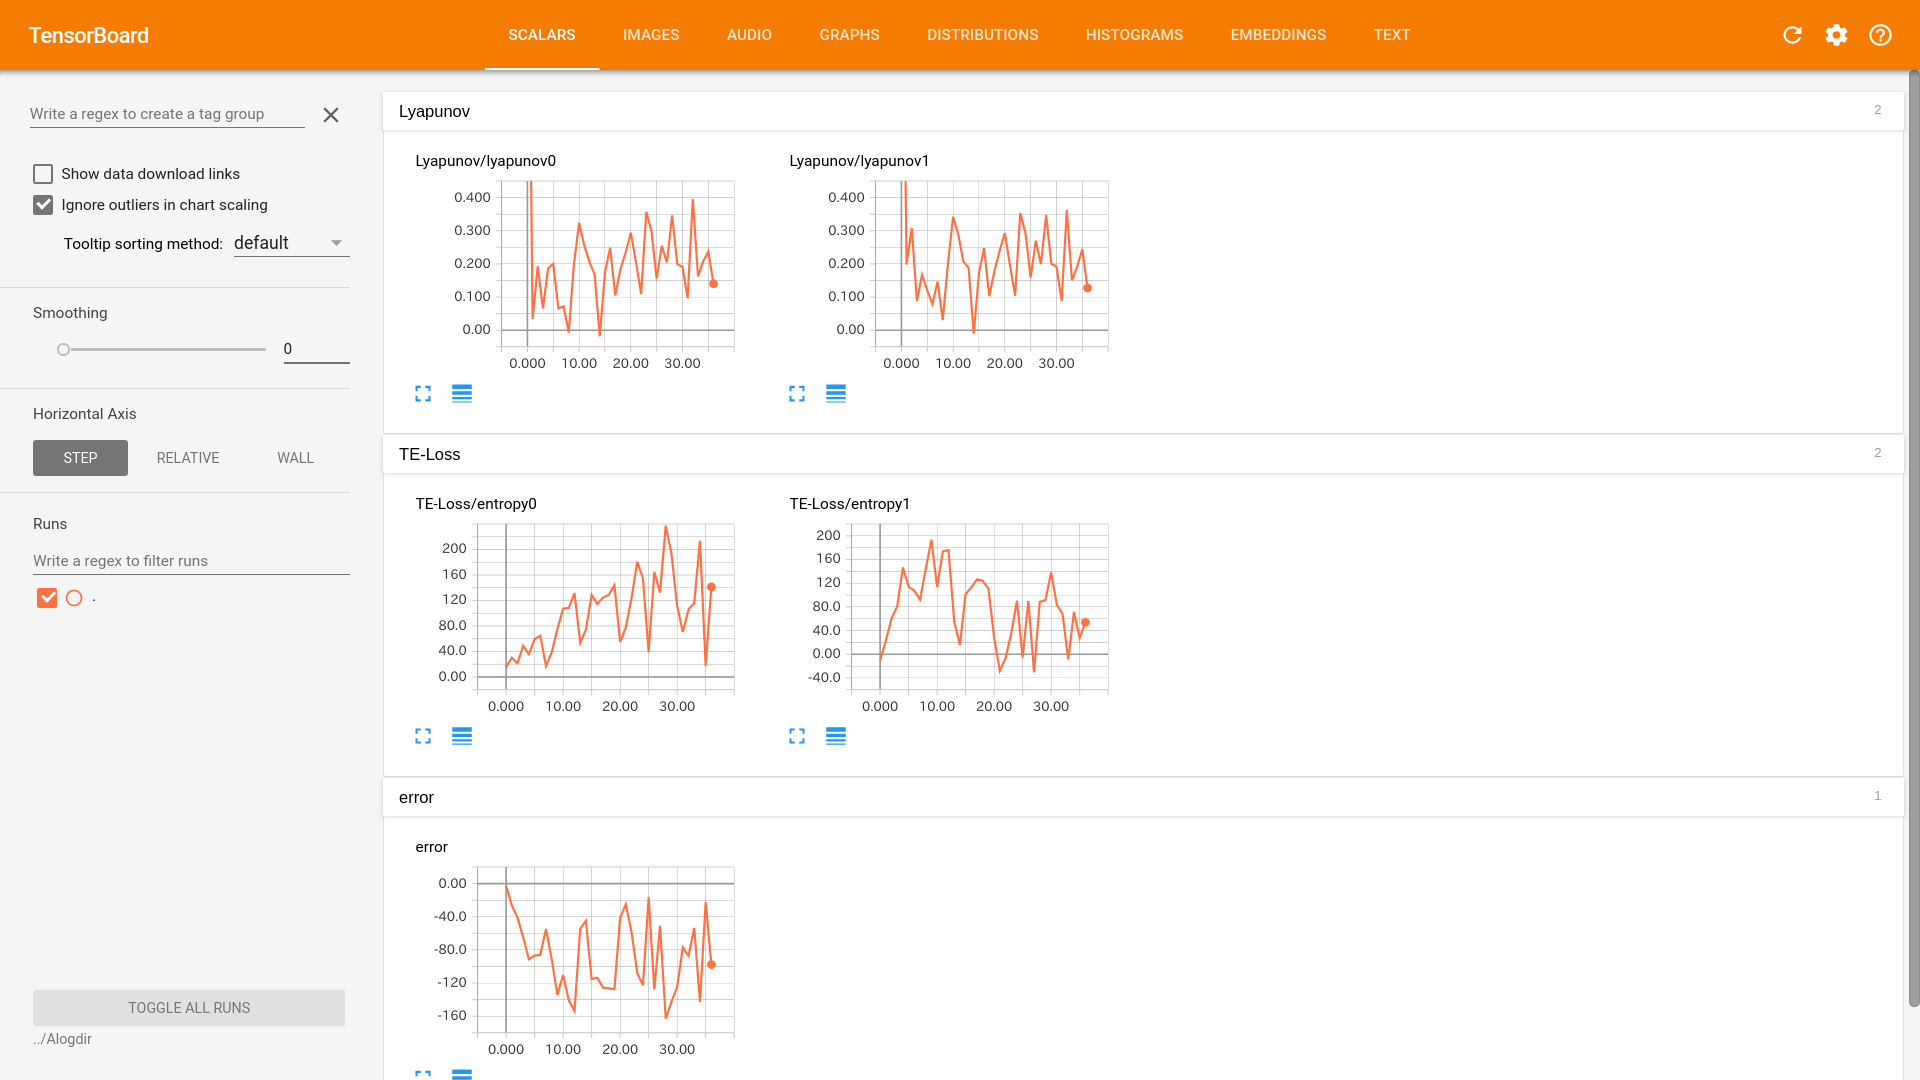 TensorBoard
SCALARS IMAGES AUDIO GRAPHS DISTRIBUTIONS HISTOGRAMS EMBEDDINGS TEXT
Write a regex to create a tag group
Show data download links
Ignore outliers in chart scaling
Tooltip sorting method: default
Smoothing
0
Horizontal Axis
STEP RELATIVE WALL
Runs
Write a regex to filter runs
.
TOGGLE ALL RUNS
../Alogdir
Lyapunov 2
Lyapunov/lyapunov0
0.400
0.300
0.200
0.100
0.00
0.000 10.00 20.00 30.00
Lyapunov/lyapunov1
0.400
0.300
0.200
0.100
0.00
0.000 10.00 20.00 30.00
TE-Loss 2
TE-Loss/entropy0
200
160
120
80.0
40.0
0.00
0.000 10.00 20.00 30.00
TE-Loss/entropy1
200
160
120
80.0
40.0
0.00
-40.0
0.000 10.00 20.00 30.00
error 1
error
0.00
-40.0
-80.0
-120
-160
0.000 10.00 20.00 30.00